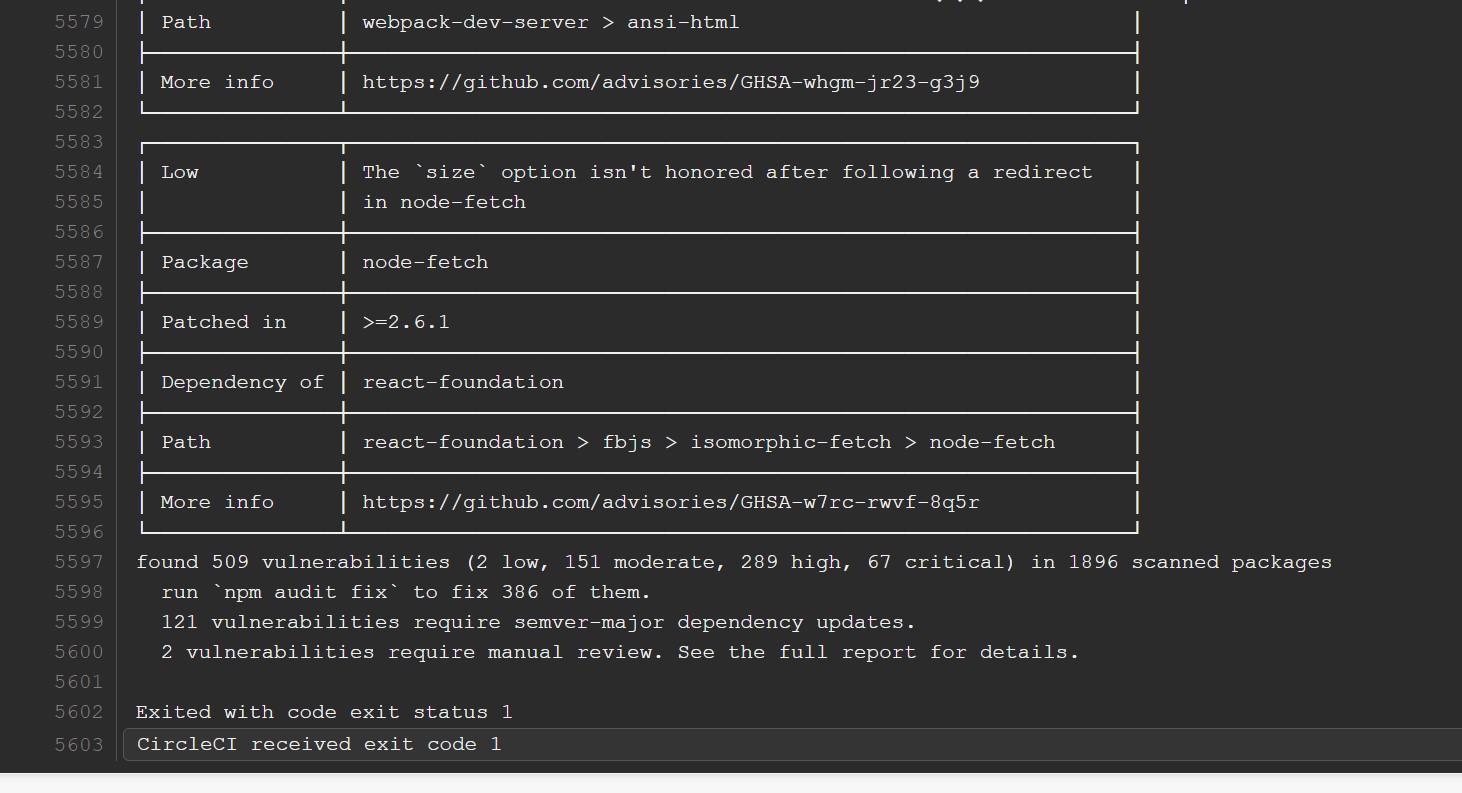 5579 | Path | webpack-dev-server > ansi-html |
5580
5581 | More info | https://github.com/advisories/GHSA-whgm-jr23-g3j9 |
5582
5583
5584 | Low | The `size` option isn't honored after following a redirect |
5585 | | in node-fetch |
5586
5587 | Package | node-fetch |
5588
5589 | Patched in | >=2.6.1 |
5590
5591 | Dependency of | react-foundation |
5592
5593 | Path | react-foundation > fbjs > isomorphic-fetch > node-fetch |
5594
5595 | More info | https://github.com/advisories/GHSA-w7rc-rwvf-8q5r |
5596
5597 found 509 vulnerabilities (2 low, 151 moderate, 289 high, 67 critical) in 1896 scanned packages
5598 run `npm audit fix` to fix 386 of them.
5599 121 vulnerabilities require semver-major dependency updates.
5600 2 vulnerabilities require manual review. See the full report for details.
5601
5602 Exited with code exit status 1
5603 CircleCI received exit code 1